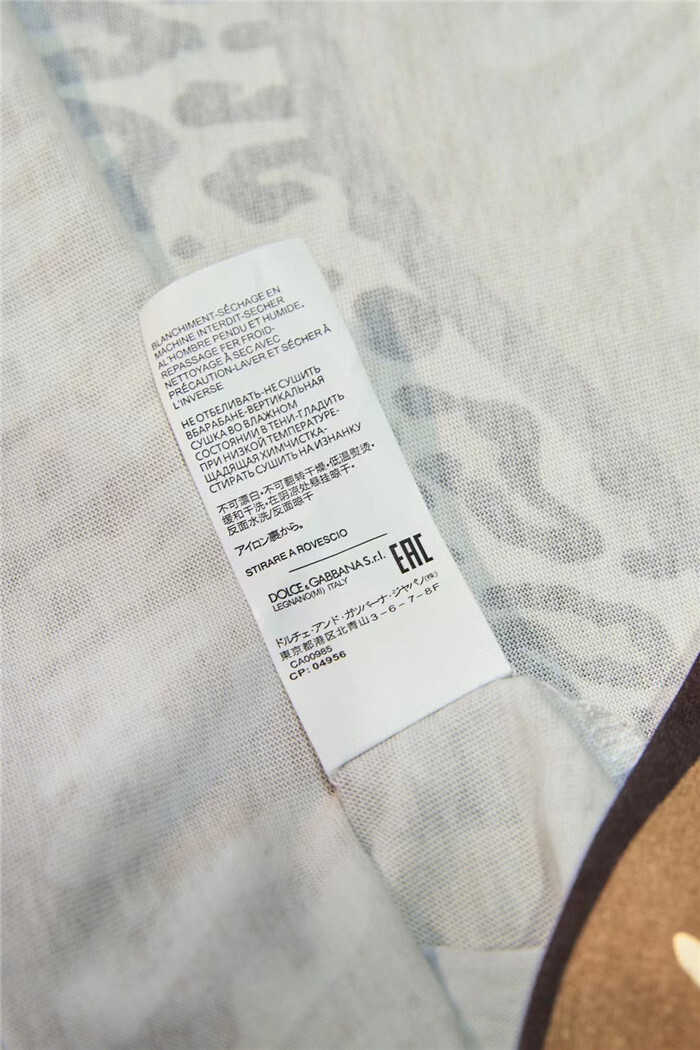 BLANCHIMENT-SÉCHAGE EN
MACHINE INTERDIT-SECHER
AL'HOMBRE PENDU ET HUMIDE.
REPASSAGE FER FROID-
NETTOYAGE À SEC AVEC
PRÉCAUTION-LAVER ET SÉCHER À
L'INVERSE
НЕ ОТБЕЛИВАТЬ-НЕ СУШИТЬ
ВБАРАБАНЕ-ВЕРТИКАЛЬНАЯ
СУШКА ВО ВЛАЖНОМ
СОСТОЯНИИ В ТЕНИ-ГЛАДИТЬ
ПРИ НИЗКОЙ ТЕМПЕРАТУРЕ-
ЩАДЯЩАЯ ХИМЧИСТКА-
СТИРАТЬ СУШИТЬ НА ИЗНАНКУ
不可漂白·不可翻转干燥·低温熨烫·
缓和干洗·在阴凉处悬挂晾干·
反面水洗/反面晾干
アイロン裏から。
STIRARE A ROVESCIO
DOLCE & GABBANA S.r.l.
LEGNANO(MI) ITALY
EAC
ドルチェ·アンド·ガッバーナ·ジャパン(株)
東京都港区北青山3-6-7-8F
CA00985
CP: 04956